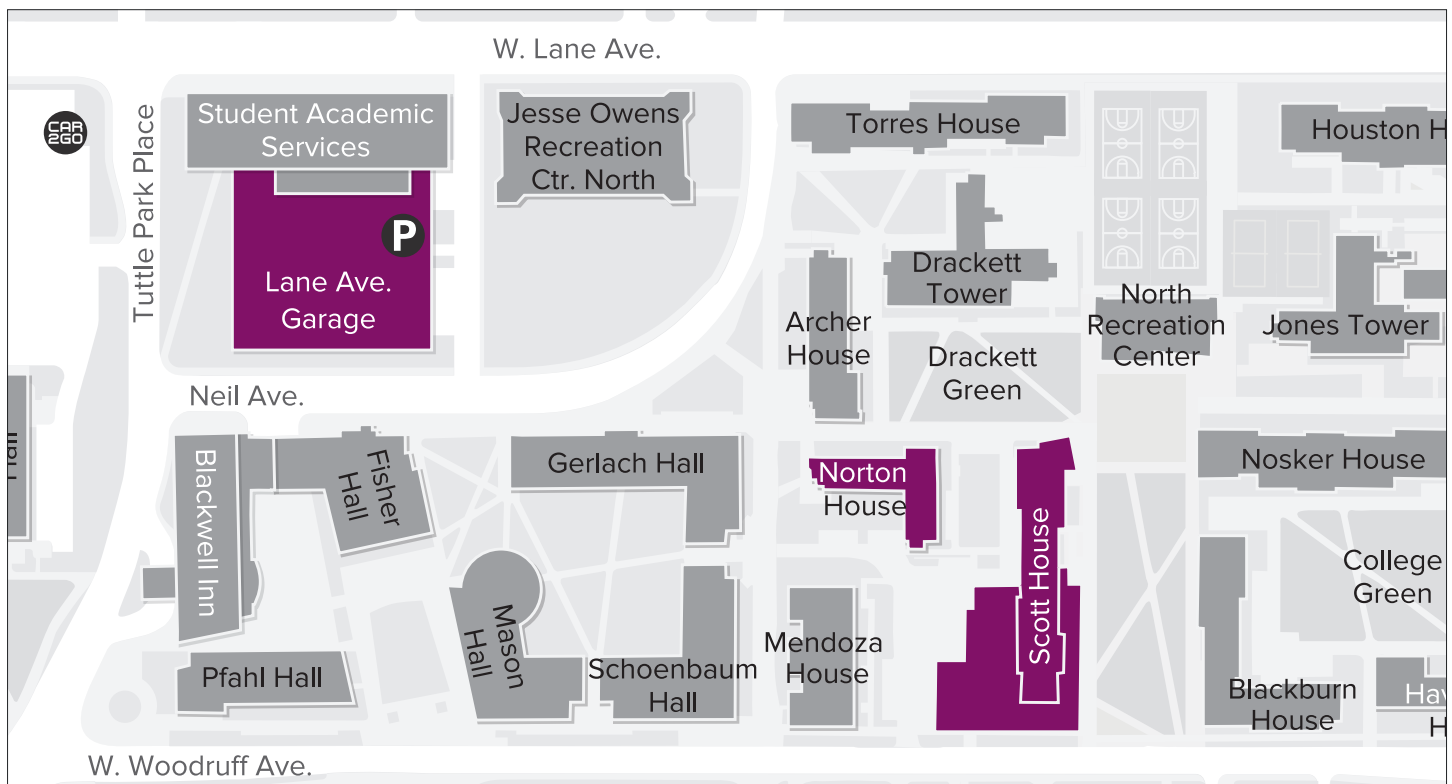 W. Lane Ave.
CAR
2GO
Tuttle Park Place
Student Academic
Services
Jesse Owens
Recreation
Ctr. North
Torres House
Houston H
P
Lane Ave.
Garage
Drackett
Tower
Archer
House
North
Recreation
Center
Jones Tower
Drackett
Green
Neil Ave.
Hall
Blackwell Inn
Fisher
Hall
Gerlach Hall
Norton
House
Scott House
Nosker House
College
Green
Mason
Hall
Schoenbaum
Hall
Mendoza
House
Pfahl Hall
Blackburn
House
Hav
H
W. Woodruff Ave.